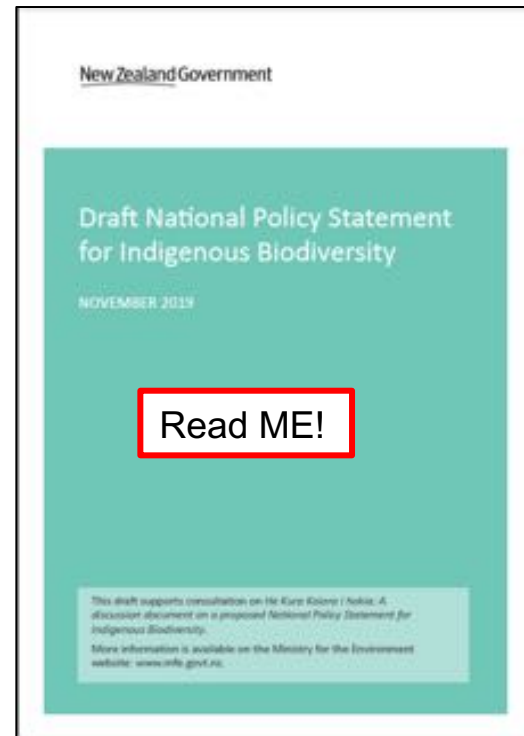 New Zealand Government
Draft National Policy Statement
for Indigenous Biodiversity
NOVEMBER 2019
Read ME!
This draft supports consultation on He Kura Koiora i hokia: A
discussion document on a proposed National Policy Statement for
Indigenous Biodiversity.
More information is available on the Ministry for the Environment
website: www.mfe.govt.nz.